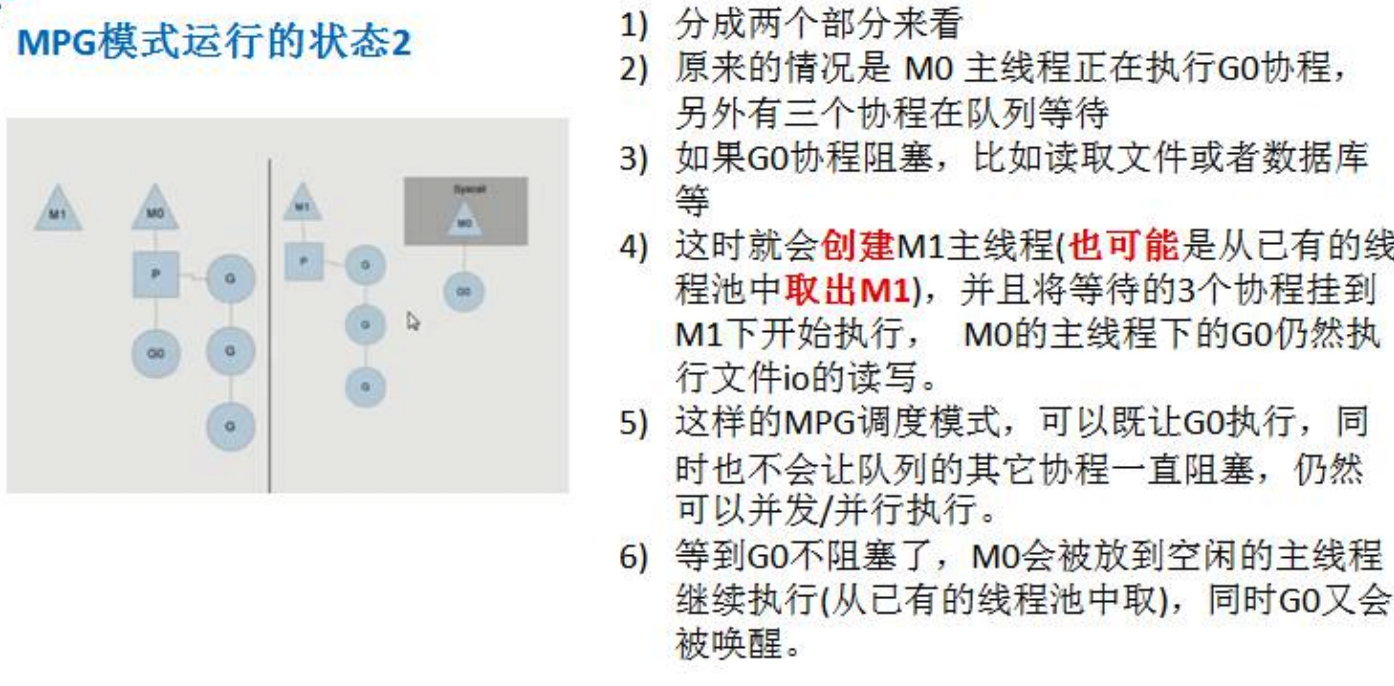 MPG模式运行的状态2
M1
M0
P
G
G0
G
G
M1
P
G
G
G
Syscall
M0
G0
1) 分成两个部分来看
2) 原来的情况是 M0 主线程正在执行G0协程，
另外有三个协程在队列等待
3) 如果G0协程阻塞，比如读取文件或者数据库
等
4) 这时就会创建M1主线程(也可能是从已有的线
程池中取出M1)，并且将等待的3个协程挂到
M1下开始执行， M0的主线程下的G0仍然执
行文件io的读写。
5) 这样的MPG调度模式，可以既让G0执行，同
时也不会让队列的其它协程一直阻塞，仍然
可以并发/并行执行。
6) 等到G0不阻塞了，M0会被放到空闲的主线程
继续执行(从已有的线程池中取)，同时G0又会
被唤醒。